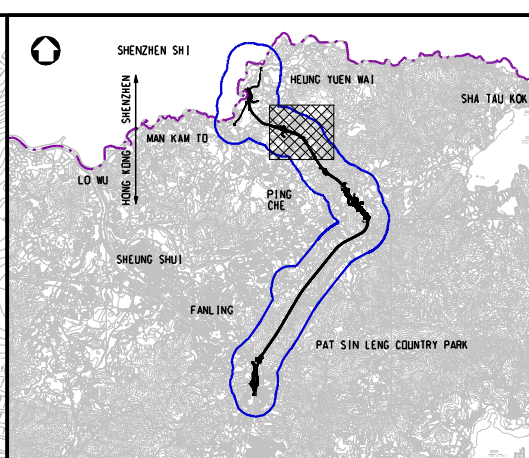 SHENZHEN SHI
HEUNG YUEN WAI
SHA TAU KOK
HONG KONG SHENZHEN
MAN KAM TO
LO WU
PING
CHE
SHEUNG SHUI
FANLING
PAT SIN LENG COUNTRY PARK